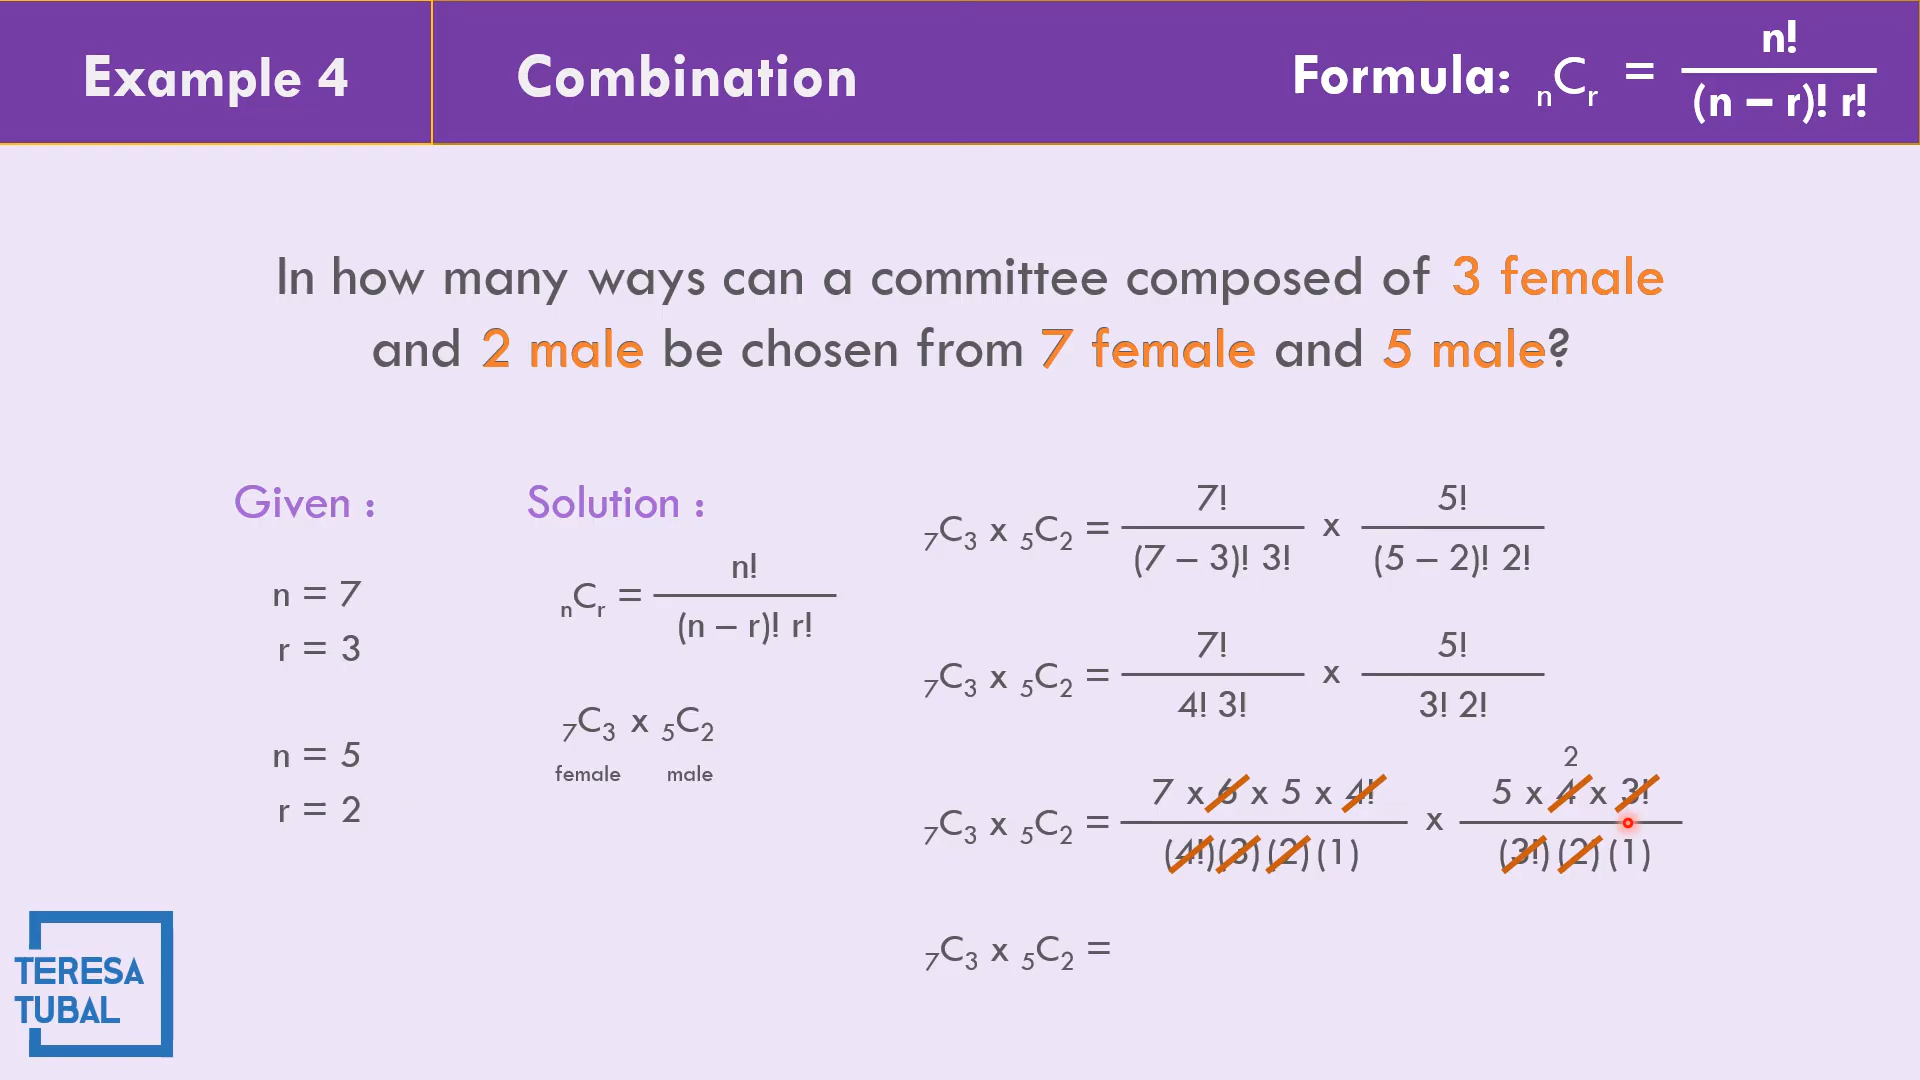 Example 4
Combination
Formula: nCr = n! / (n – r)! r!
In how many ways can a committee composed of 3 female
and 2 male be chosen from 7 female and 5 male?
Given :
n = 7
r = 3
n = 5
r = 2
Solution :
nCr = n! / (n – r)! r!
7C3 x 5C2
female male
7C3 x 5C2 = 7! / (7 – 3)! 3! x 5! / (5 – 2)! 2!
7C3 x 5C2 = 7! / 4! 3! x 5! / 3! 2!
2
7C3 x 5C2 = 7 x 6 x 5 x 4! / (4!)(3)(2)(1) x 5 x 4 x 3! / (3!)(2)(1)
7C3 x 5C2 =
TERESA
TUBAL